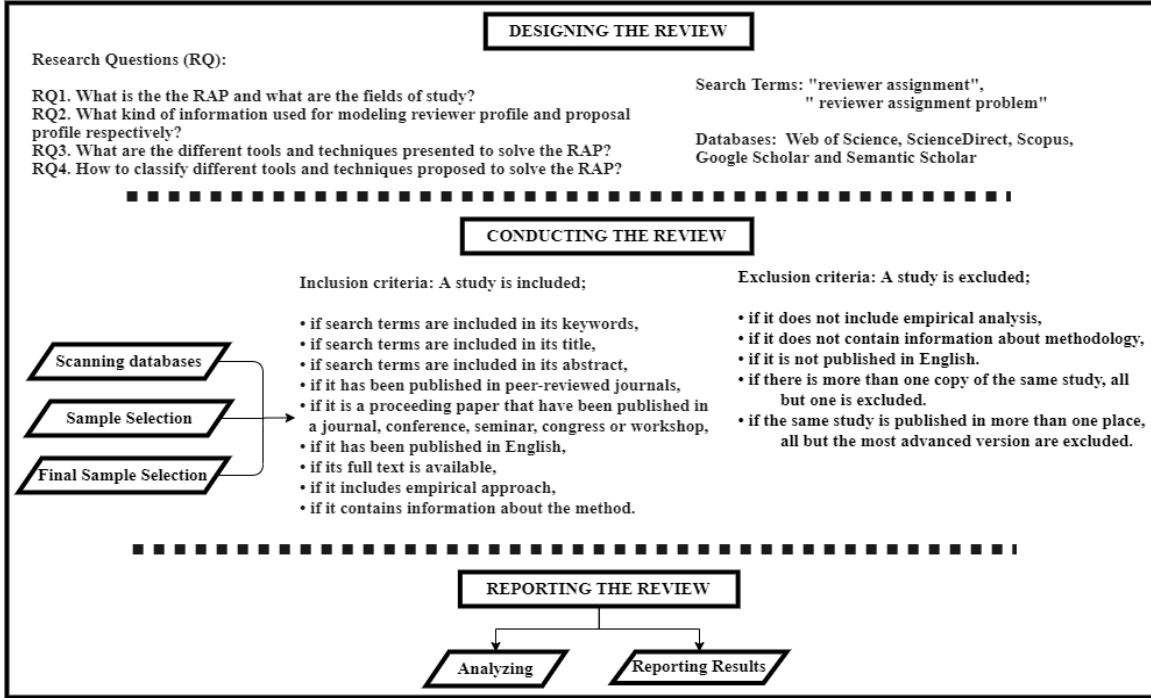 DESIGNING THE REVIEW
Research Questions (RQ):
RQ1. What is the the RAP and what are the fields of study?
RQ2. What kind of information used for modeling reviewer profile and proposal
profile respectively?
RQ3. What are the different tools and techniques presented to solve the RAP?
RQ4. How to classify different tools and techniques proposed to solve the RAP?
Search Terms: "reviewer assignment",
" reviewer assignment problem"
Databases: Web of Science, ScienceDirect, Scopus,
Google Scholar and Semantic Scholar
CONDUCTING THE REVIEW
Scanning databases
Sample Selection
Final Sample Selection
Inclusion criteria: A study is included;
• if search terms are included in its keywords,
• if search terms are included in its title,
• if search terms are included in its abstract,
• if it has been published in peer-reviewed journals,
• if it is a proceeding paper that have been published in
a journal, conference, seminar, congress or workshop,
• if it has been published in English,
• if its full text is available,
• if it includes empirical approach,
• if it contains information about the method.
Exclusion criteria: A study is excluded;
• if it does not include empirical analysis,
• if it does not contain information about methodology,
• if it is not published in English.
• if there is more than one copy of the same study, all
but one is excluded.
• if the same study is published in more than one place,
all but the most advanced version are excluded.
REPORTING THE REVIEW
Analyzing
Reporting Results